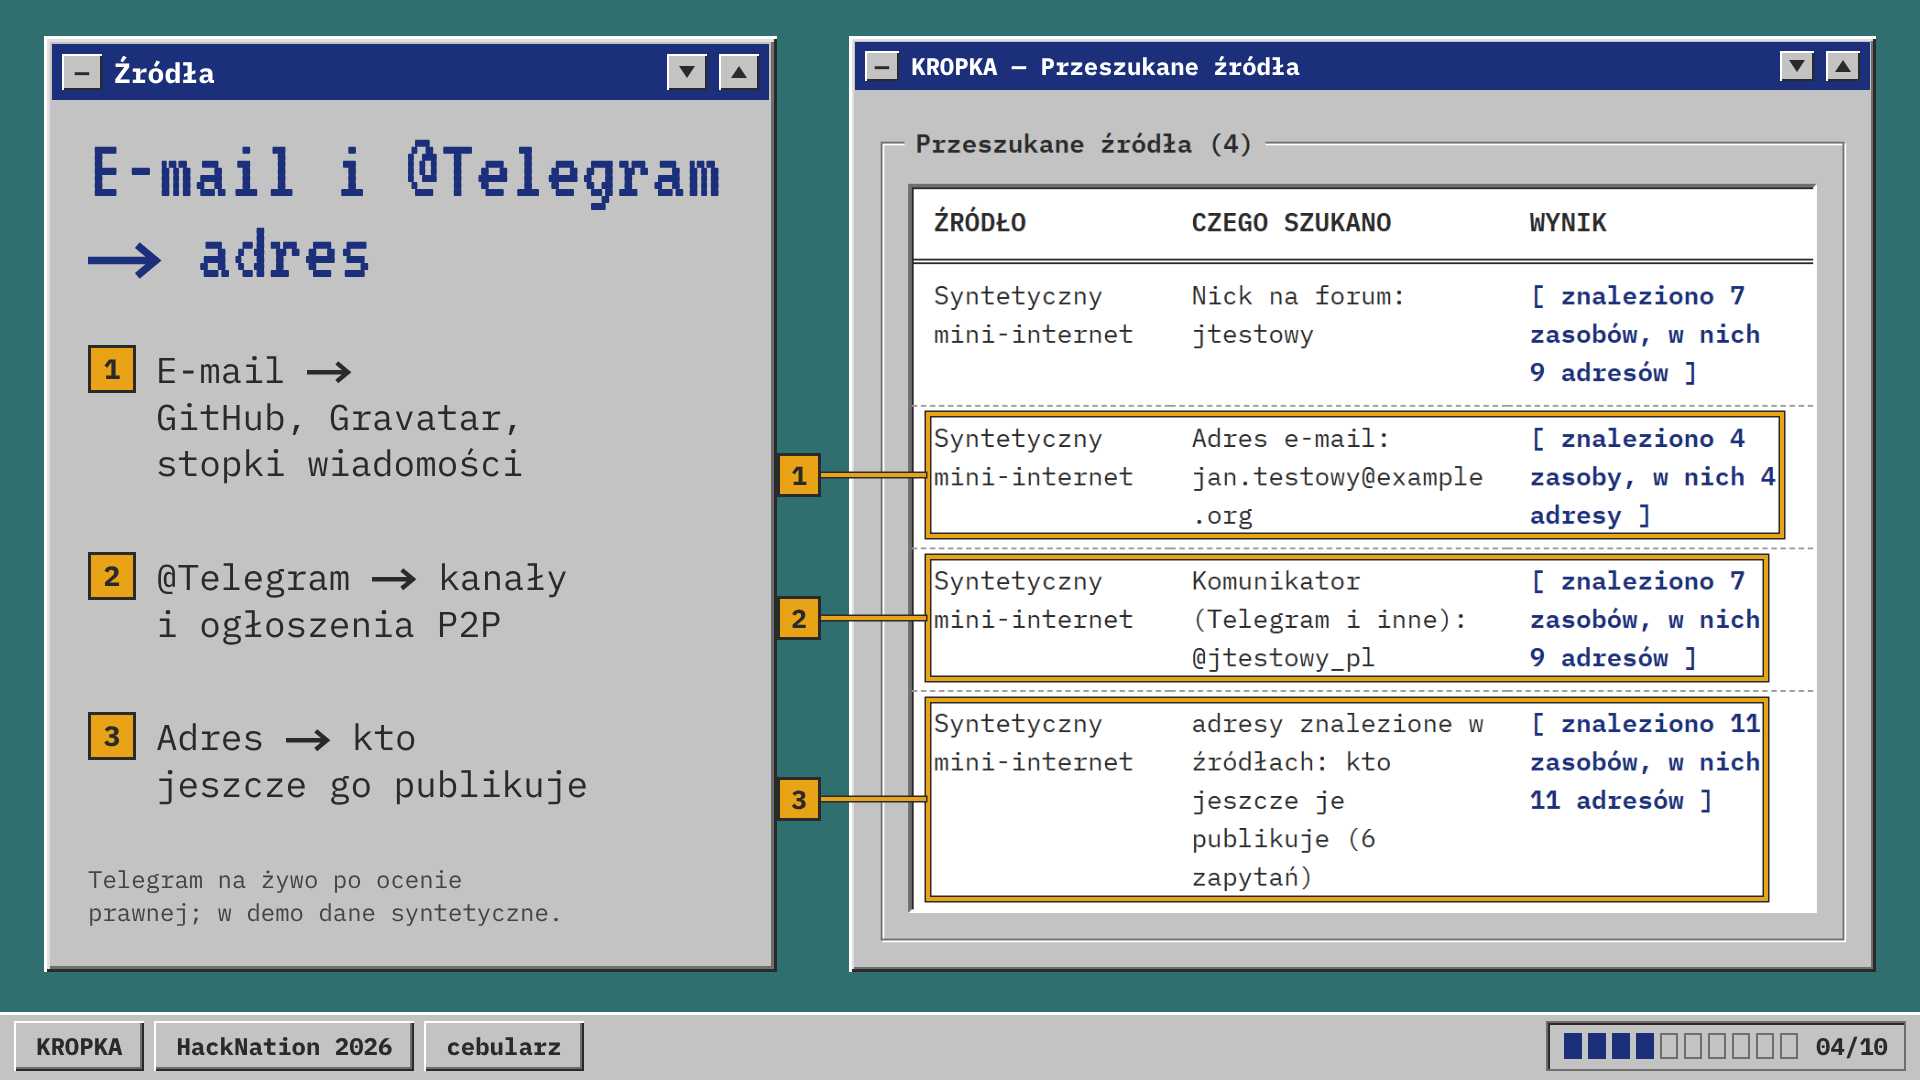 Źródła
E-mail i @Telegram
→ adres
1 E-mail →
GitHub, Gravatar,
stopki wiadomości
2 @Telegram → kanały
i ogłoszenia P2P
3 Adres → kto
jeszcze go publikuje
Telegram na żywo po ocenie
prawnej; w demo dane syntetyczne.
1
2
3
KROPKA — Przeszukane źródła
Przeszukane źródła (4)
ŹRÓDŁO CZEGO SZUKANO WYNIK
Syntetyczny Nick na forum: [ znaleziono 7
mini-internet jtestowy zasobów, w nich
9 adresów ]
Syntetyczny Adres e-mail: [ znaleziono 4
mini-internet jan.testowy@example zasoby, w nich 4
.org adresy ]
Syntetyczny Komunikator [ znaleziono 7
mini-internet (Telegram i inne): zasobów, w nich
@jtestowy_pl 9 adresów ]
Syntetyczny adresy znalezione w [ znaleziono 11
mini-internet źródłach: kto zasobów, w nich
jeszcze je 11 adresów ]
publikuje (6
zapytań)
KROPKA HackNation 2026 cebularz 04/10